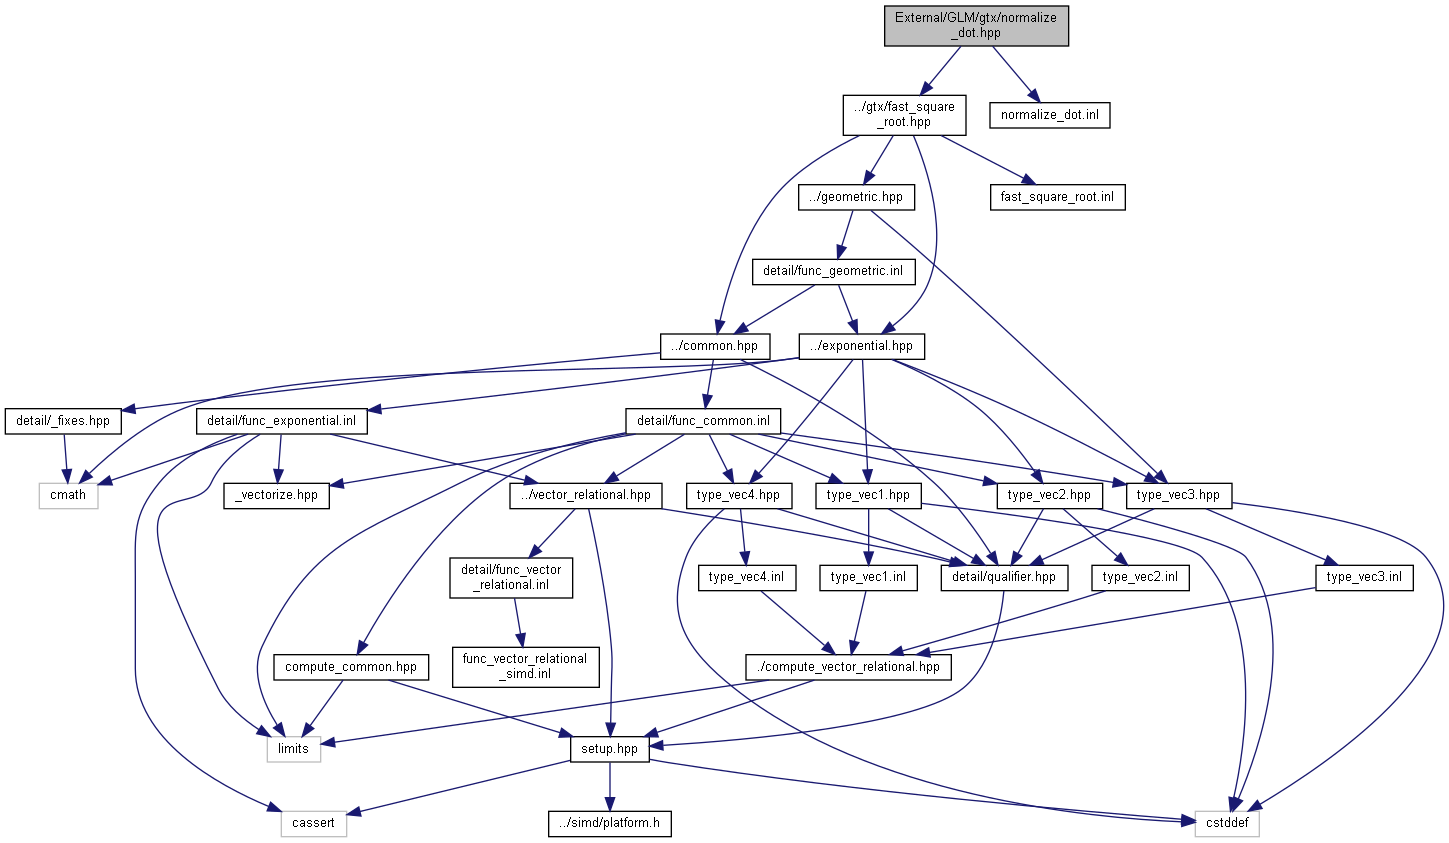 External/GLM/gtx/normalize
_dot.hpp
../gtx/fast_square
_root.hpp
normalize_dot.inl
../geometric.hpp
fast_square_root.inl
detail/func_geometric.inl
../common.hpp
../exponential.hpp
detail/_fixes.hpp
detail/func_exponential.inl
detail/func_common.inl
cmath
_vectorize.hpp
../vector_relational.hpp
type_vec4.hpp
type_vec1.hpp
type_vec2.hpp
type_vec3.hpp
detail/func_vector
_relational.inl
type_vec4.inl
type_vec1.inl
detail/qualifier.hpp
type_vec2.inl
type_vec3.inl
compute_common.hpp
func_vector_relational
_simd.inl
./compute_vector_relational.hpp
limits
setup.hpp
cassert
../simd/platform.h
cstddef